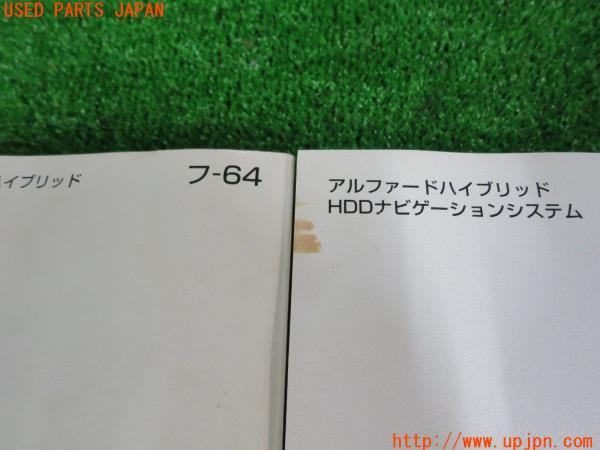 USED PARTS JAPAN
ハイブリッド
フ-64
アルファードハイブリッド
HDDナビゲーションシステム
http://www.upjpn.com/